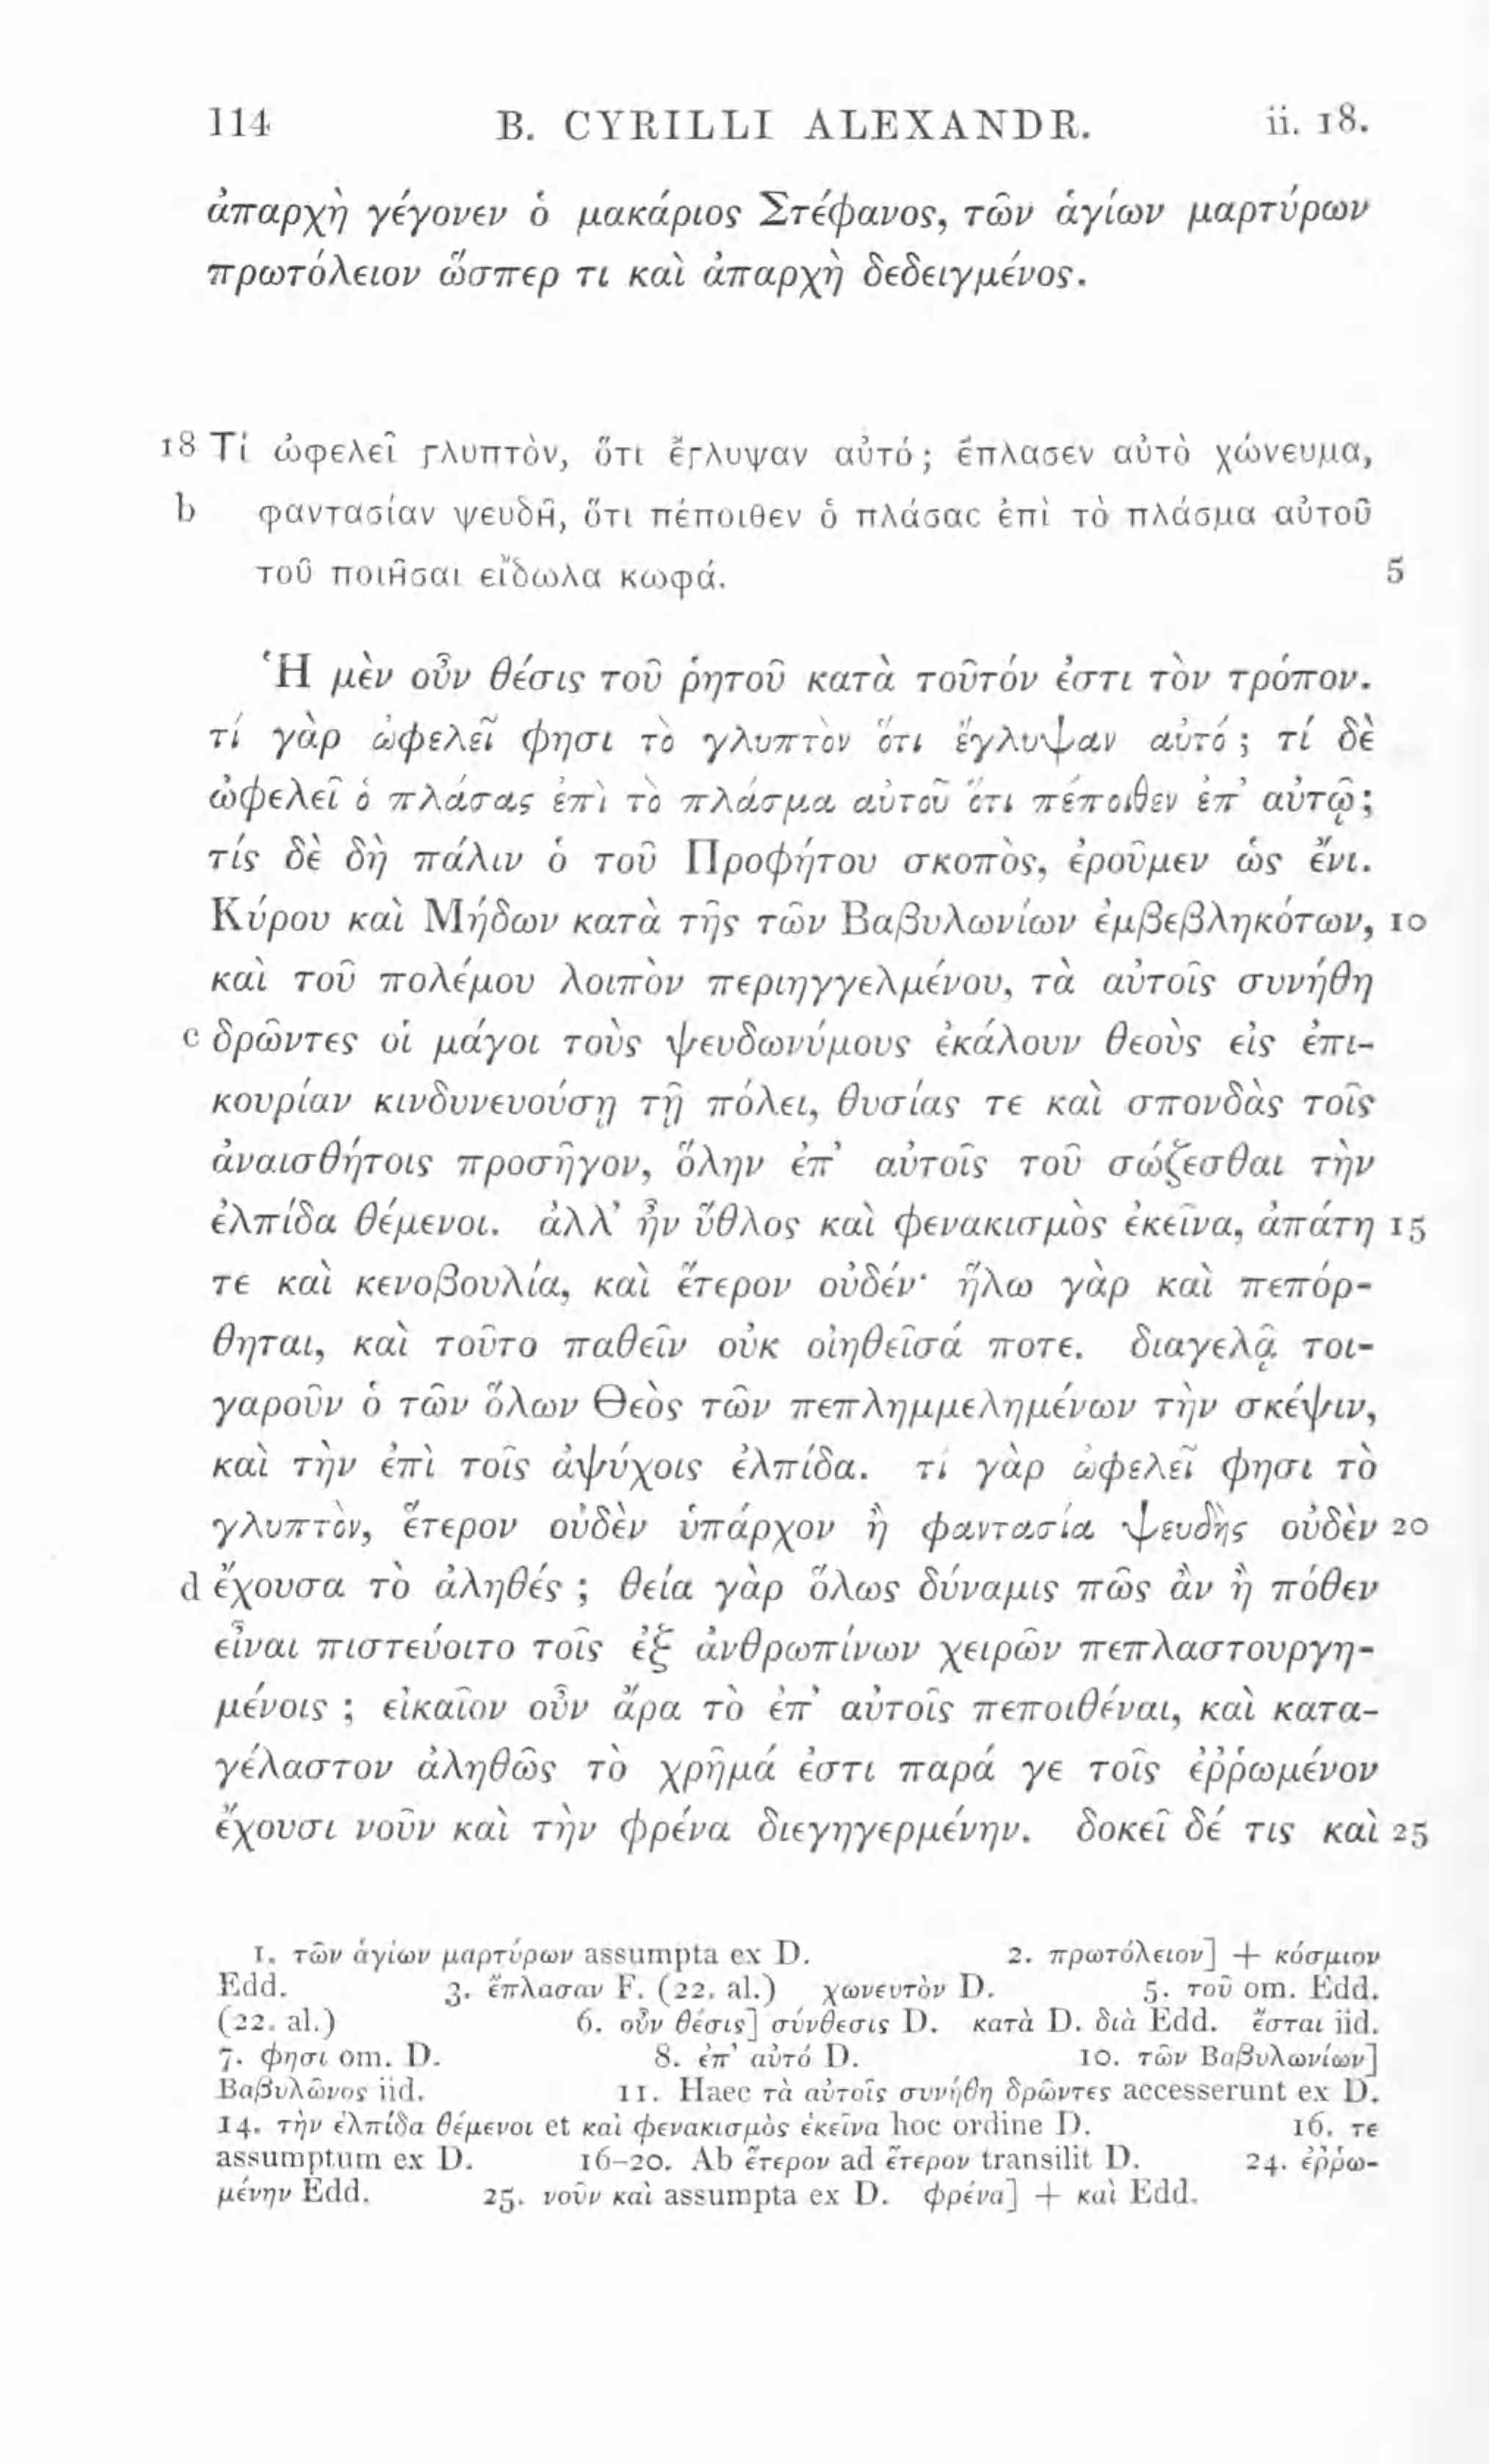 114 B. CYRILLI ALEXANDR. ii. 18.
ἀπαρχὴ γέγονεν ὁ μακάριος Στέφανος, τῶν ἁγίων μαρτύρων
πρωτόλειον ὥσπερ τι καὶ ἀπαρχὴ δεδειγμένος.
18 Τί ὠφελεῖ γλυπτὸν, ὅτι ἔγλυψαν αὐτό; ἔπλασεν αὐτὸ χώνευμα,
b φαντασίαν ψευδῆ, ὅτι πέποιθεν ὁ πλάσας ἐπὶ τὸ πλάσμα αὐτοῦ
τοῦ ποιῆσαι εἴδωλα κωφά. 5
Ἡ μὲν οὖν θέσις τοῦ ῥητοῦ κατὰ τοῦτόν ἐστι τὸν τρόπον.
τί γὰρ ὠφελεῖ φησι τὸ γλυπτὸν ὅτι ἔγλυψαν αὐτό; τί δὲ
ὠφελεῖ ὁ πλάσας ἐπὶ τὸ πλάσμα αὐτοῦ ὅτι πέποιθεν ἐπ᾽ αὐτῷ;
τίς δὲ δὴ πάλιν ὁ τοῦ Προφήτου σκοπὸς, ἐροῦμεν ὡς ἔνι.
Κύρου καὶ Μήδων κατὰ τῆς τῶν Βαβυλωνίων ἐμβεβληκότων, 10
καὶ τοῦ πολέμου λοιπὸν περιηγγελμένου, τὰ αὐτοῖς συνήθη
c δρῶντες οἱ μάγοι τοὺς ψευδωνύμους ἐκάλουν θεοὺς εἰς ἐπι-
κουρίαν κινδυνευούσῃ τῇ πόλει, θυσίας τε καὶ σπονδὰς τοῖς
ἀναισθήτοις προσῆγον, ὅλην ἐπ᾽ αὐτοῖς τοῦ σώζεσθαι τὴν
ἐλπίδα θέμενοι. ἀλλ᾽ ἦν ὕθλος καὶ φενακισμὸς ἐκεῖνα, ἀπάτη 15
τε καὶ κενοβουλία, καὶ ἕτερον οὐδέν· ἥλω γὰρ καὶ πεπόρ-
θηται, καὶ τοῦτο παθεῖν οὐκ οἰηθεῖσά ποτε. διαγελᾷ τοι-
γαροῦν ὁ τῶν ὅλων Θεὸς τῶν πεπλημμελημένων τὴν σκέψιν,
καὶ τὴν ἐπὶ τοῖς ἀψύχοις ἐλπίδα. τί γὰρ ὠφελεῖ φησι τὸ
γλυπτὸν, ἕτερον οὐδὲν ὑπάρχον ἢ φαντασία ψευδὴς οὐδὲν 20
d ἔχουσα τὸ ἀληθές ; θεία γὰρ ὅλως δύναμις πῶς ἂν ἢ πόθεν
εἶναι πιστεύοιτο τοῖς ἐξ ἀνθρωπίνων χειρῶν πεπλαστουργη-
μένοις ; εἰκαῖον οὖν ἄρα τὸ ἐπ᾽ αὐτοῖς πεποιθέναι, καὶ κατα-
γέλαστον ἀληθῶς τὸ χρῆμά ἐστι παρά γε τοῖς ἐῤῥωμένον
ἔχουσι νοῦν καὶ τὴν φρένα διεγηγερμένην. δοκεῖ δέ τις καὶ 25
1. τῶν ἁγίων μαρτύρων assumpta ex D. 2. πρωτόλειον] + κόσμιον
Edd. 3. ἔπλασαν F. (22. al.) χωνευτὸν D. 5. τοῦ om. Edd.
(22. al.) 6. οὖν θέσις] σύνθεσις D. κατὰ D. διὰ Edd. ἔσται iid.
7. φησι om. D. 8. ἐπ᾽ αὐτό D. 10. τῶν Βαβυλωνίων]
Βαβυλῶνος iid. 11. Haec τὰ αὐτοῖς συνήθη δρῶντες accesserunt ex D.
14. τὴν ἐλπίδα θέμενοι et καὶ φενακισμὸς ἐκεῖνα hoc ordine D. 16. τε
assumptum ex D. 16-20. Ab ἕτερον ad ἕτερον transilit D. 24. ἐῤῥω-
μένην Edd. 25. νοῦν καὶ assumpta ex D. φρένα] + καὶ Edd.